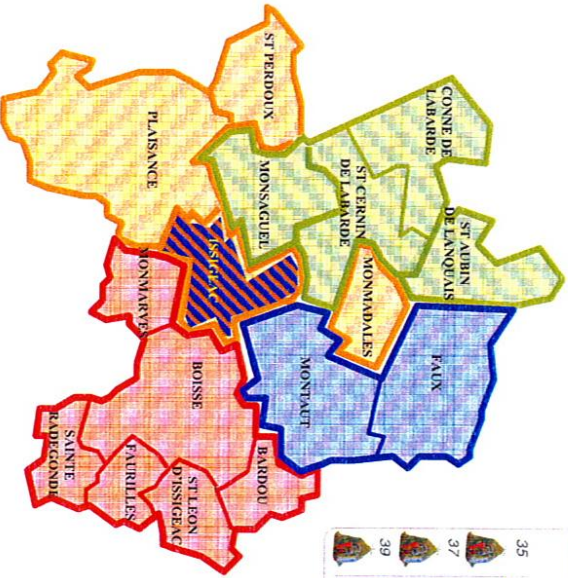 35
37
39
CONNE DE
LABARDE
ST AUBIN
DE LANQUAIS
FAUX
ST CERNIN
DE LABARDE
MONMADALES
MONTAUT
ST PERDOUX
MONSAGUEL
BARDOU
ISSIGEAC
BOISSE
ST LEON
D'ISSIGEAC
PLAISANCE
MONMARVES
FAURILLES
SAINTE
RADEGONDE